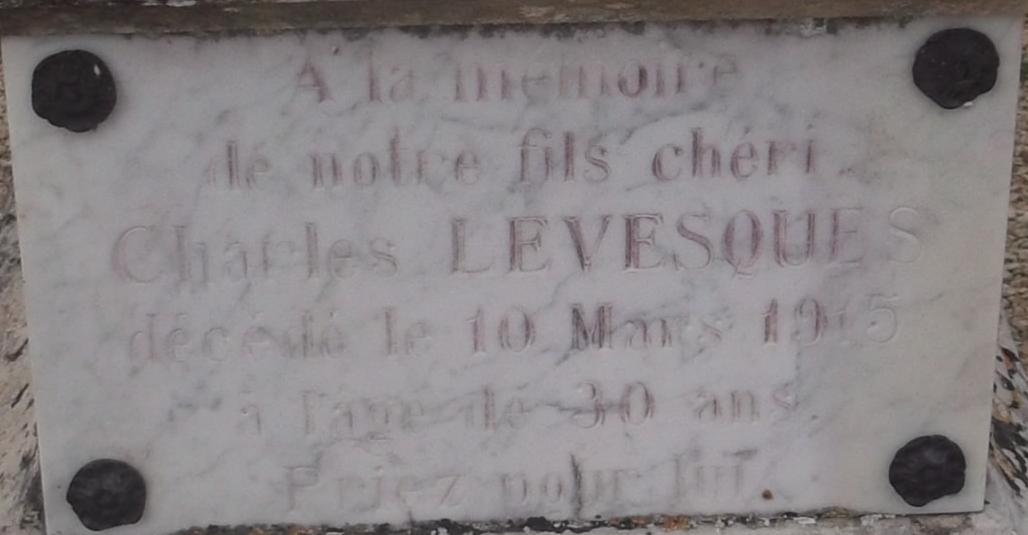 A la mémoire
de notre fils chéri
Charles LEVESQUES
décédé le 10 Mars 1915
à l'âge de 30 ans
Priez pour lui.